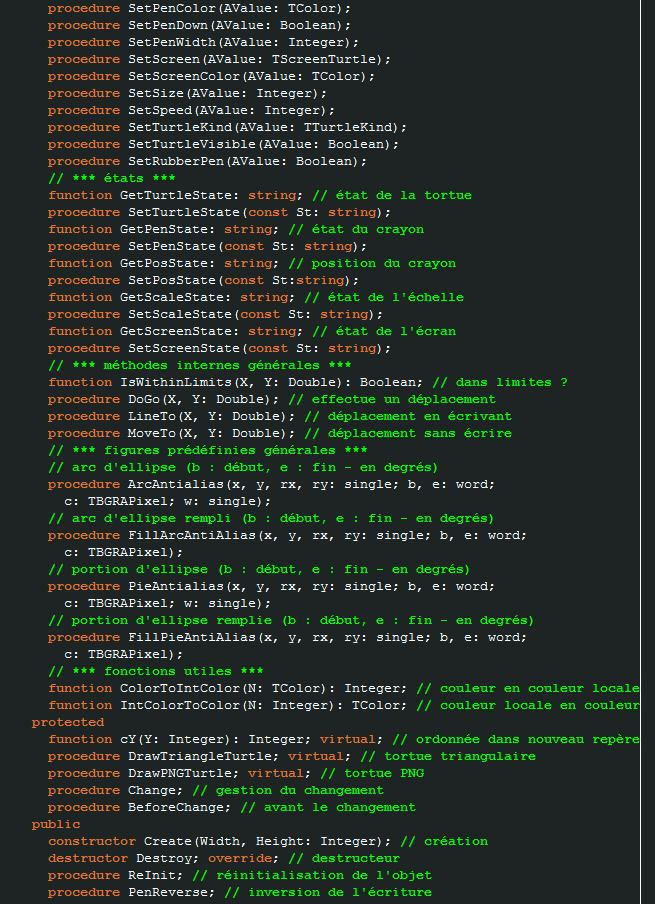 procedure SetPenColor(AValue: TColor);
procedure SetPenDown(AValue: Boolean);
procedure SetPenWidth(AValue: Integer);
procedure SetScreen(AValue: TScreenTurtle);
procedure SetScreenColor(AValue: TColor);
procedure SetSize(AValue: Integer);
procedure SetSpeed(AValue: Integer);
procedure SetTurtleKind(AValue: TTurtleKind);
procedure SetTurtleVisible(AValue: Boolean);
procedure SetRubberPen(AValue: Boolean);
// *** états ***
function GetTurtleState: string; // état de la tortue
procedure SetTurtleState(const St: string);
function GetPenState: string; // état du crayon
procedure SetPenState(const St: string);
function GetPosState: string; // position du crayon
procedure SetPosState(const St:string);
function GetScaleState: string; // état de l'échelle
procedure SetScaleState(const St: string);
function GetScreenState: string; // état de l'écran
procedure SetScreenState(const St: string);
// *** méthodes internes générales ***
function IsWithinLimits(X, Y: Double): Boolean; // dans limites ?
procedure DoGo(X, Y: Double); // effectue un déplacement
procedure LineTo(X, Y: Double); // déplacement en écrivant
procedure MoveTo(X, Y: Double); // déplacement sans écrire
// *** figures prédéfinies générales ***
// arc d'ellipse (b : début, e : fin - en degrés)
procedure ArcAntialias(x, y, rx, ry: single; b, e: word;
c: TBGRAPixel; w: single);
// arc d'ellipse rempli (b : début, e : fin - en degrés)
procedure FillArcAntiAlias(x, y, rx, ry: single; b, e: word;
c: TBGRAPixel);
// portion d'ellipse (b : début, e : fin - en degrés)
procedure PieAntialias(x, y, rx, ry: single; b, e: word;
c: TBGRAPixel; w: single);
// portion d'ellipse remplie (b : début, e : fin - en degrés)
procedure FillPieAntiAlias(x, y, rx, ry: single; b, e: word;
c: TBGRAPixel);
// *** fonctions utiles ***
function ColorToIntColor(N: TColor): Integer; // couleur en couleur locale
function IntColorToColor(N: Integer): TColor; // couleur locale en couleur
protected
function cY(Y: Integer): Integer; virtual; // ordonnée dans nouveau repère
procedure DrawTriangleTurtle; virtual; // tortue triangulaire
procedure DrawPNGTurtle; virtual; // tortue PNG
procedure Change; // gestion du changement
procedure BeforeChange; // avant le changement
public
constructor Create(Width, Height: Integer); // création
destructor Destroy; override; // destructeur
procedure ReInit; // réinitialisation de l'objet
procedure PenReverse; // inversion de l'écriture